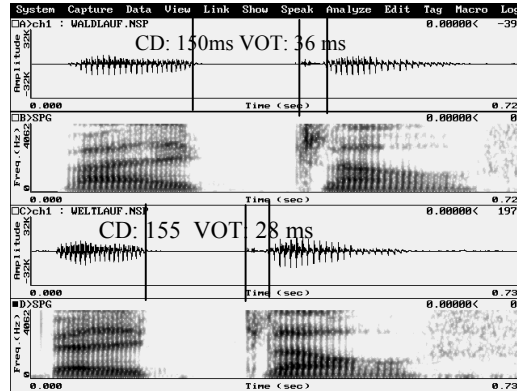 System Capture Data View Link Show Speak Analyze Edit Tag Macro Log
□A>ch1 : WALDLAUF.NSP 0.00000< -39
CD: 150ms VOT: 36 ms
Amplitude
32K
-32K
0.000 Time (sec) 0.72
□B>SPG 0.00000< 0
Freq.(Hz)
4062
0
0.000 Time (sec) 0.72
□C>ch1 : WELTLAUF.NSP 0.00000< 197
CD: 155 VOT: 28 ms
Amplitude
32K
-32K
0.000 Time (sec) 0.73
■D>SPG 0.00000< 0
Freq.(Hz)
4062
0
0.000 Time (sec) 0.73